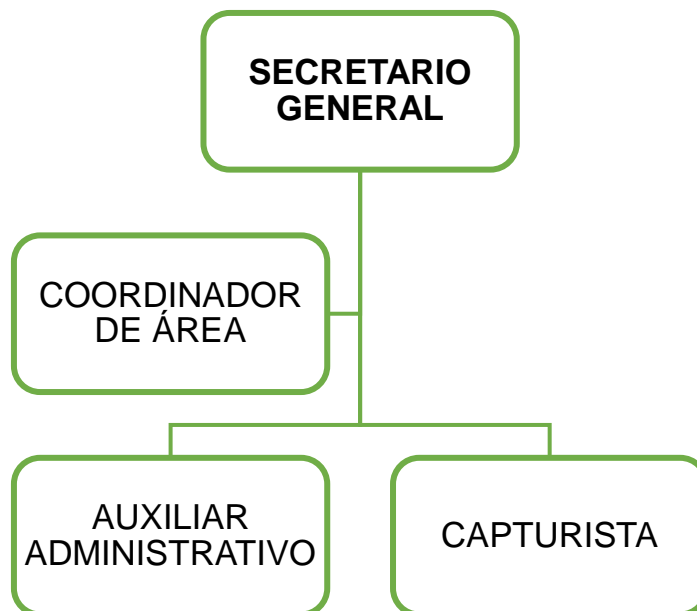 SECRETARIO
GENERAL
COORDINADOR
DE ÁREA
AUXILIAR
ADMINISTRATIVO
CAPTURISTA